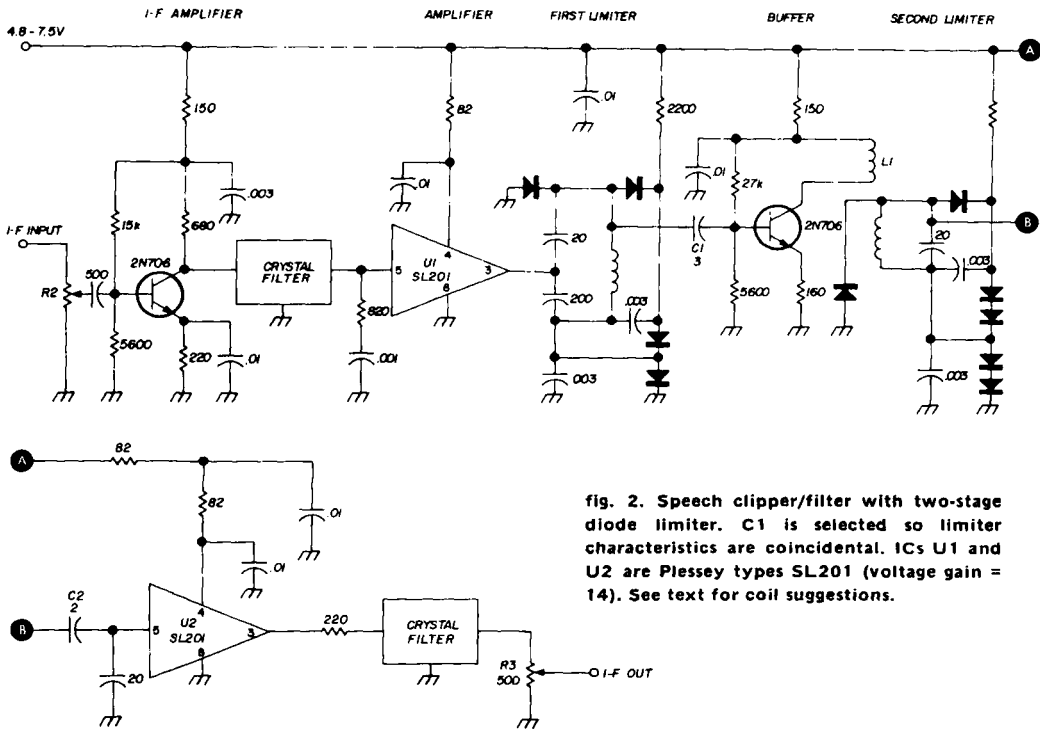 I-F AMPLIFIER
AMPLIFIER
FIRST LIMITER
BUFFER
SECOND LIMITER
4.8-7.5V
A
150
82
.01
2200
150
.01
.003
.01
27k
L1
15k
680
I-F INPUT
R2
500
2N706
CRYSTAL
FILTER
5
U1
SL201
4
3
8
20
C1
3
2N706
20
B
.003
820
200
.003
5600
160
5600
220
.01
.001
.003
.003
A
82
82
.01
.01
B
C2
2
5
U2
SL201
4
3
8
220
CRYSTAL
FILTER
R3
500
I-F OUT
20
fig. 2. Speech clipper/filter with two-stage
diode limiter. C1 is selected so limiter
characteristics are coincidental. ICs U1 and
U2 are Plessey types SL201 (voltage gain =
14). See text for coil suggestions.